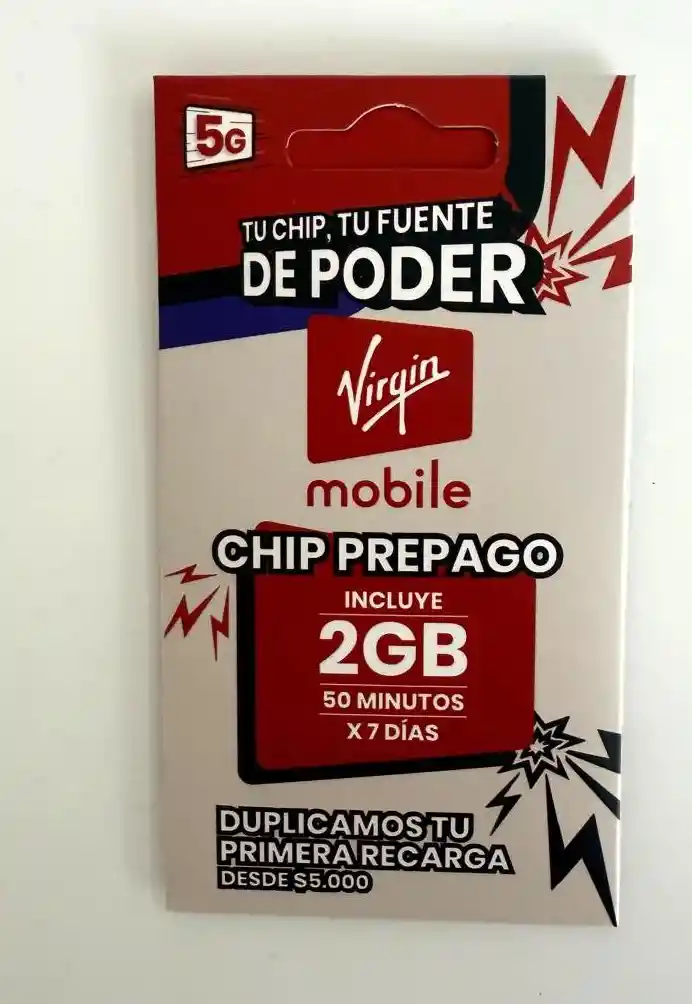 5G
TU CHIP, TU FUENTE
DE PODER
Virgin
mobile
CHIP PREPAGO
INCLUYE
2GB
50 MINUTOS
X 7 DÍAS
DUPLICAMOS TU
PRIMERA RECARGA
DESDE $5.000